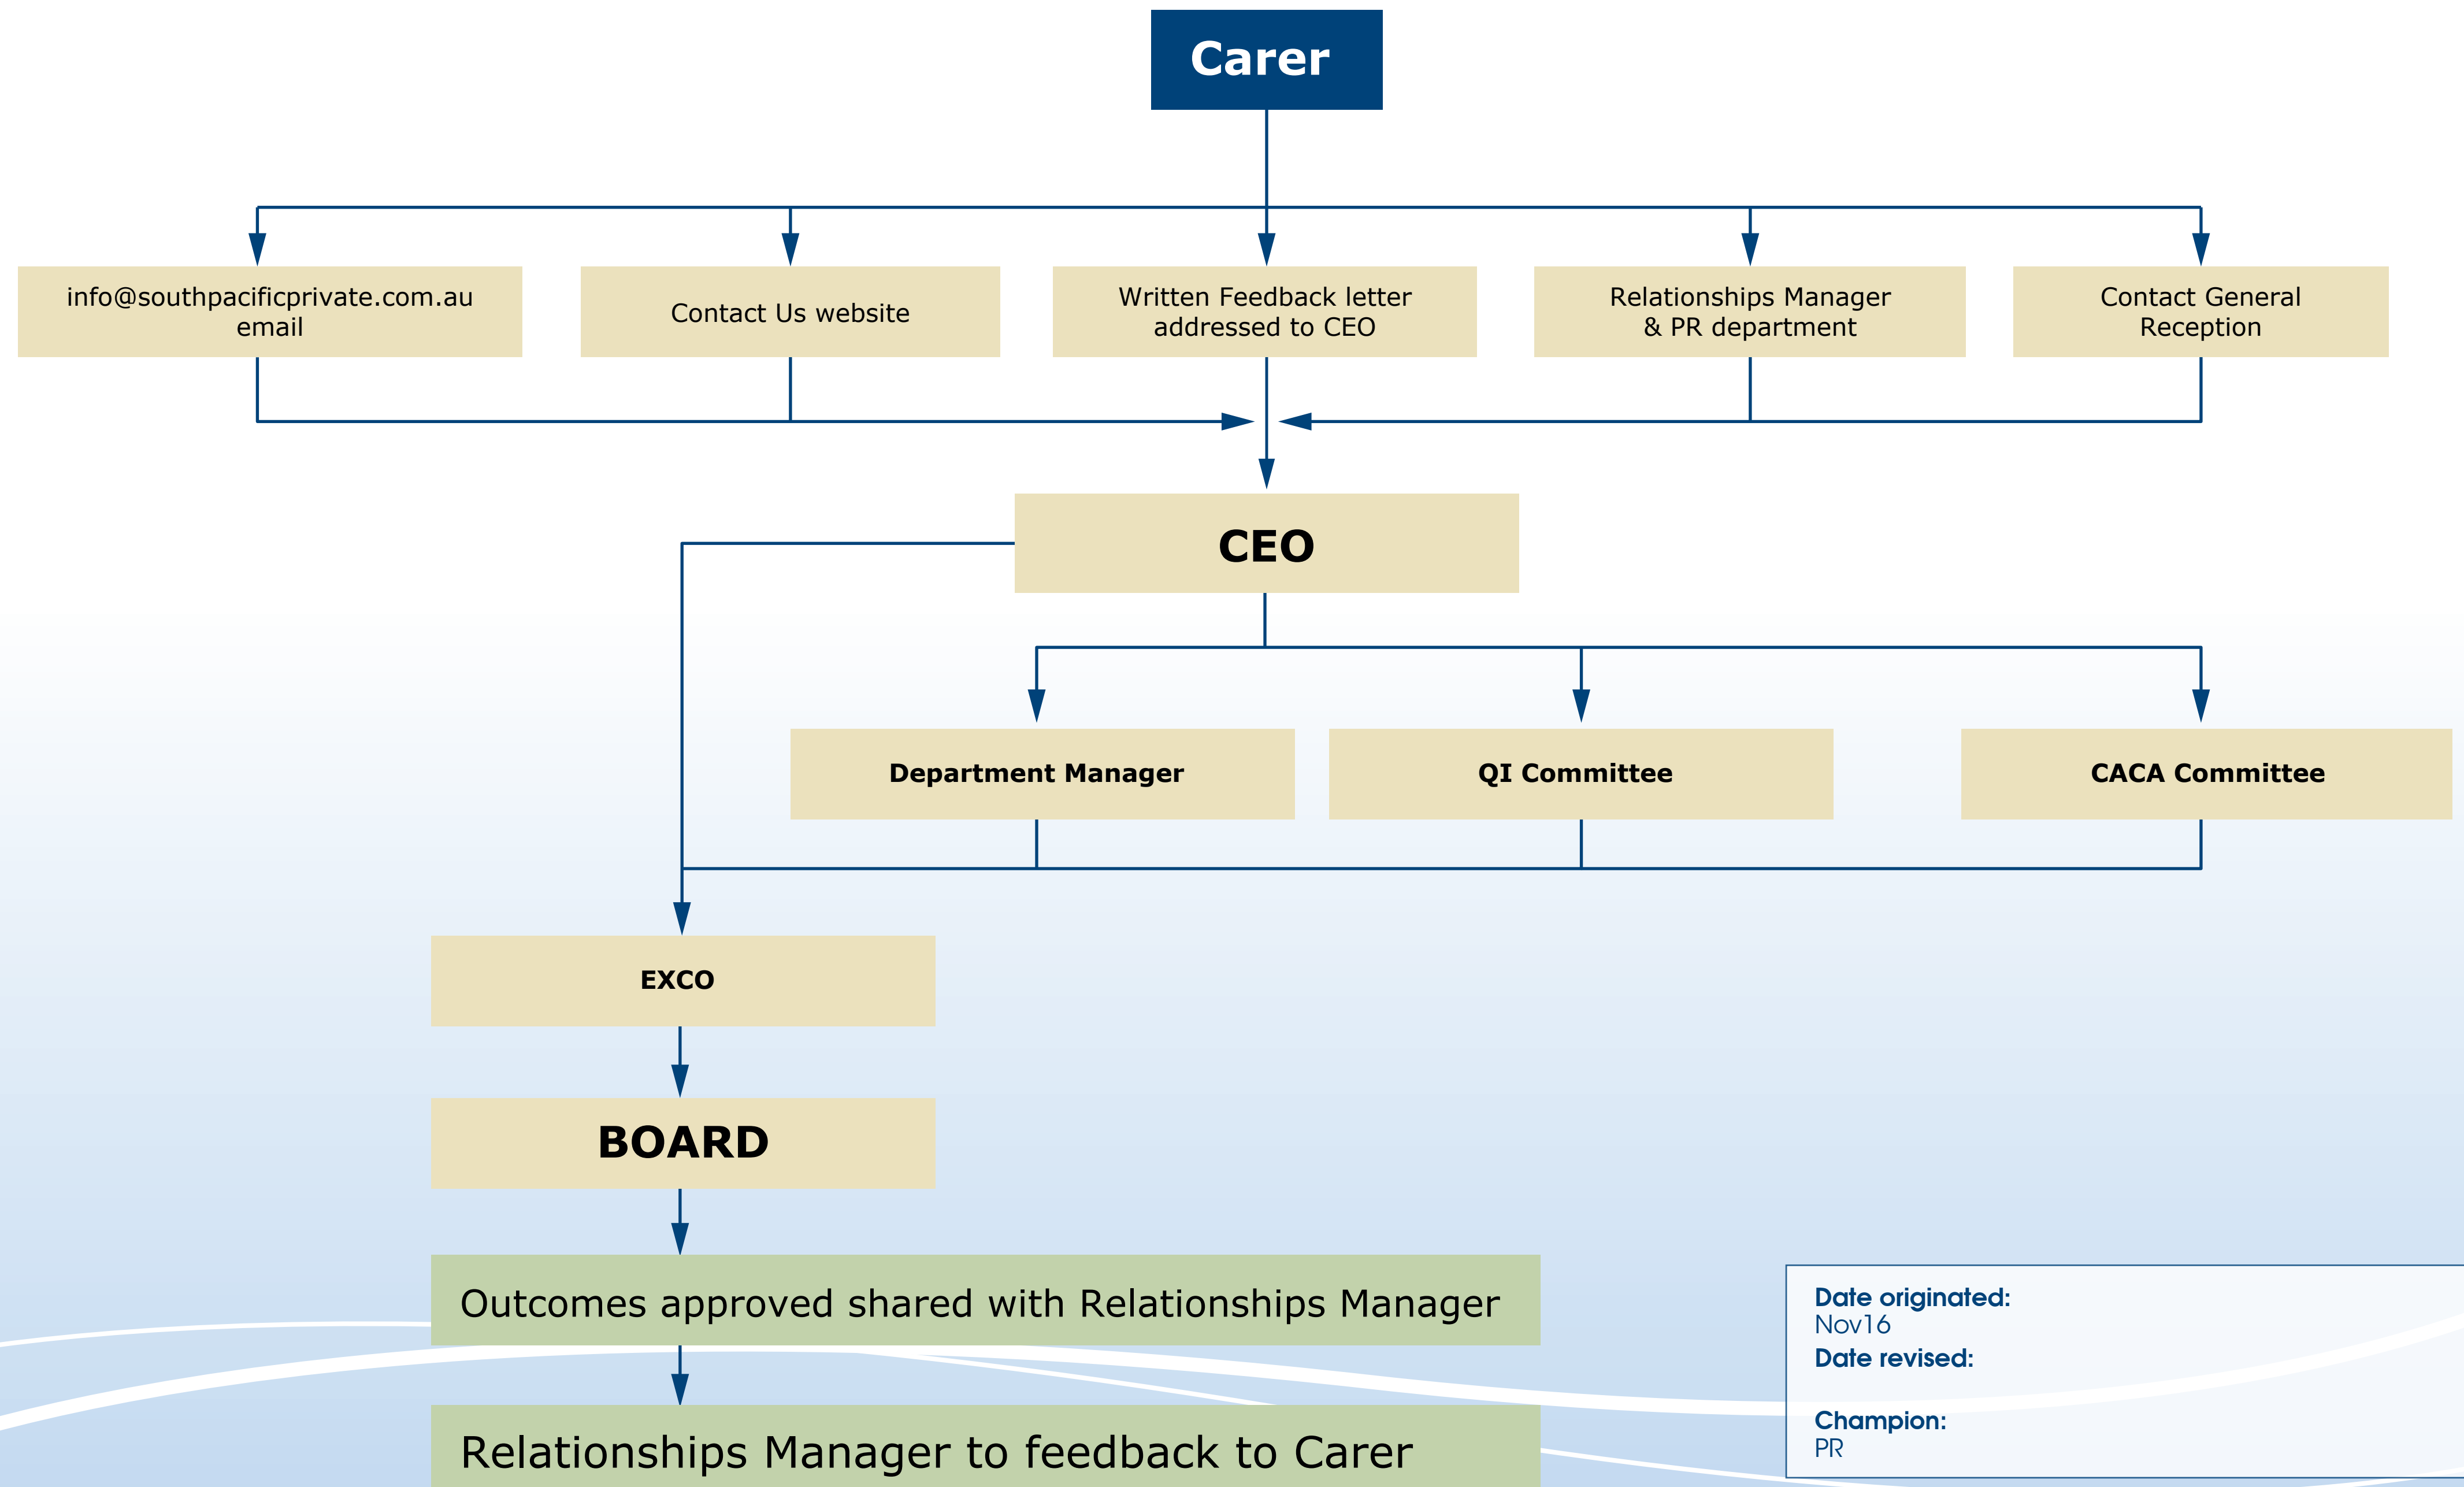 Carer
info@southpacificprivate.com.au
email
Contact Us website
Written Feedback letter
addressed to CEO
Relationships Manager
& PR department
Contact General
Reception
CEO
Department Manager
QI Committee
CACA Committee
EXCO
BOARD
Outcomes approved shared with Relationships Manager
Relationships Manager to feedback to Carer
Date originated:
Nov16
Date revised:
Champion:
PR